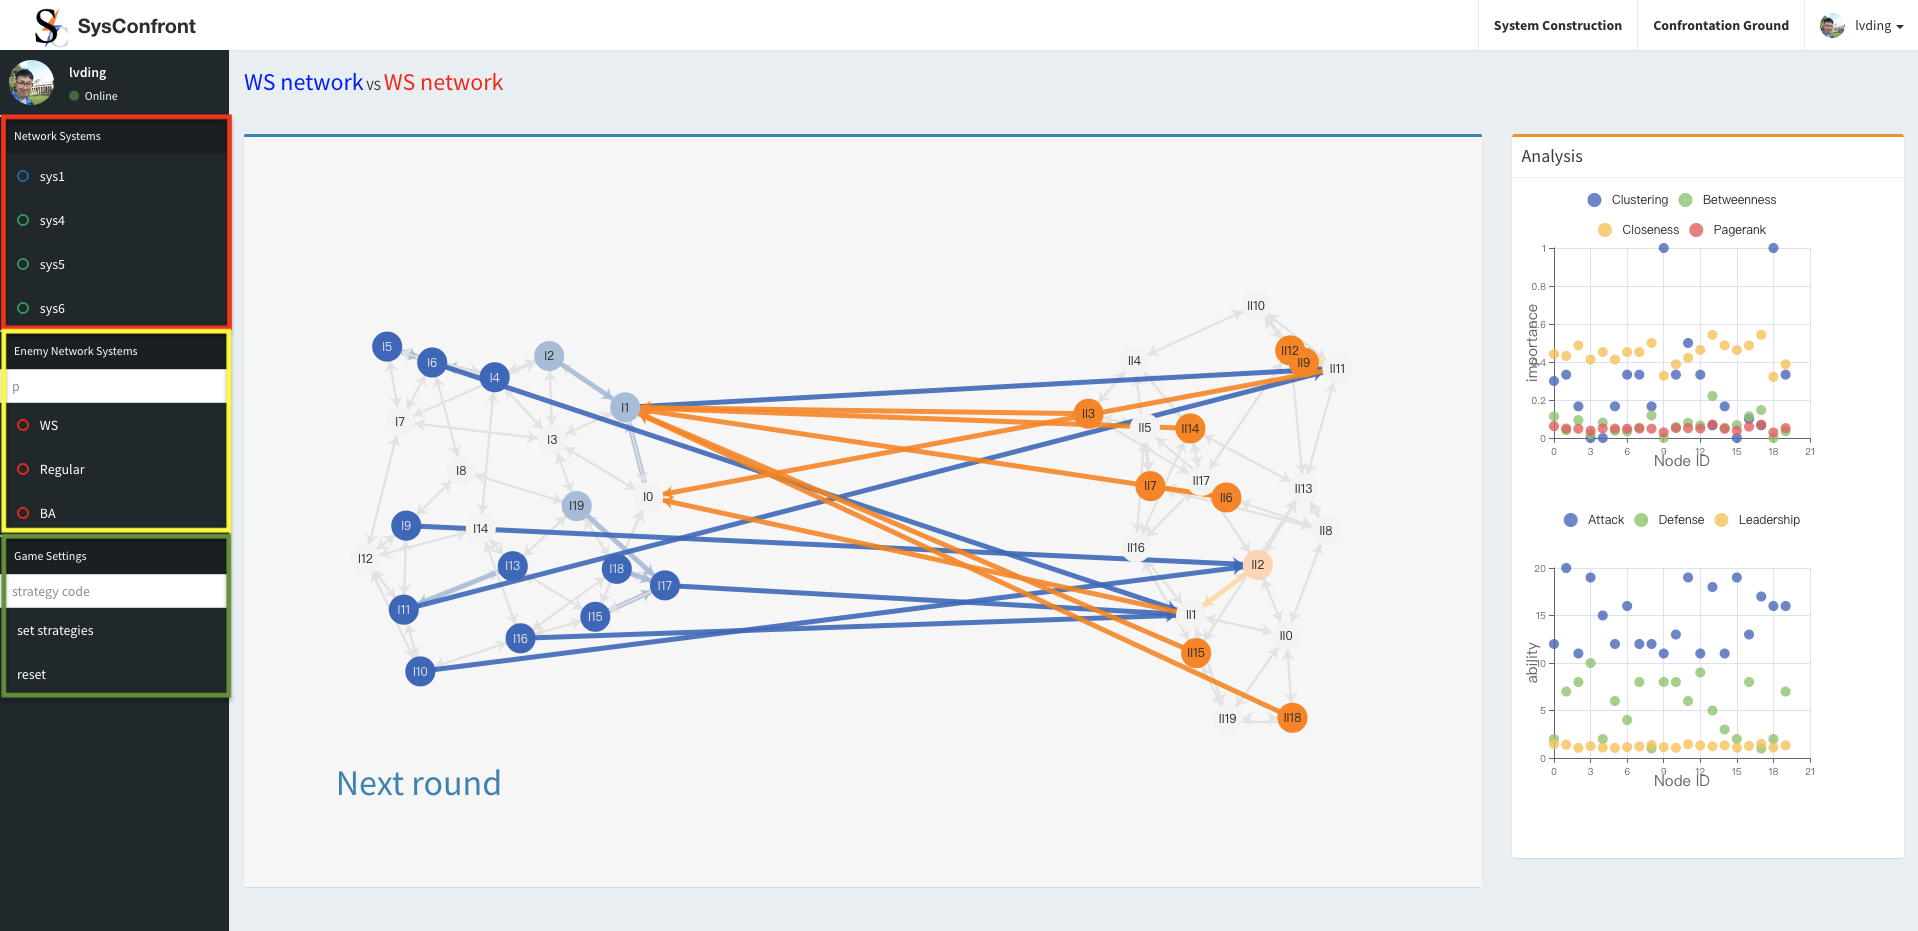 SysConfront
System Construction
Confrontation Ground
lvding
lvding
Online
Network Systems
sys1
sys4
sys5
sys6
Enemy Network Systems
p
WS
Regular
BA
Game Settings
strategy code
set strategies
reset
WS network vs WS network
II10
I5
I6
I2
I4
II4
II12
II9
II11
I1
I7
II3
II5
II14
I3
I8
II17
II7
II6
II13
I0
I19
I9
I14
II8
II16
I12
I13
I18
II2
I17
I11
I15
II1
I16
II0
II15
I10
II19
II18
Next round
Analysis
Clustering Betweenness
Closeness Pagerank
importance
1
0.8
0.6
0.4
0.2
0
0 3 6 9 12 15 18 21
Node ID
Attack Defense Leadership
ability
20
15
10
5
0
0 3 6 9 12 15 18 21
Node ID